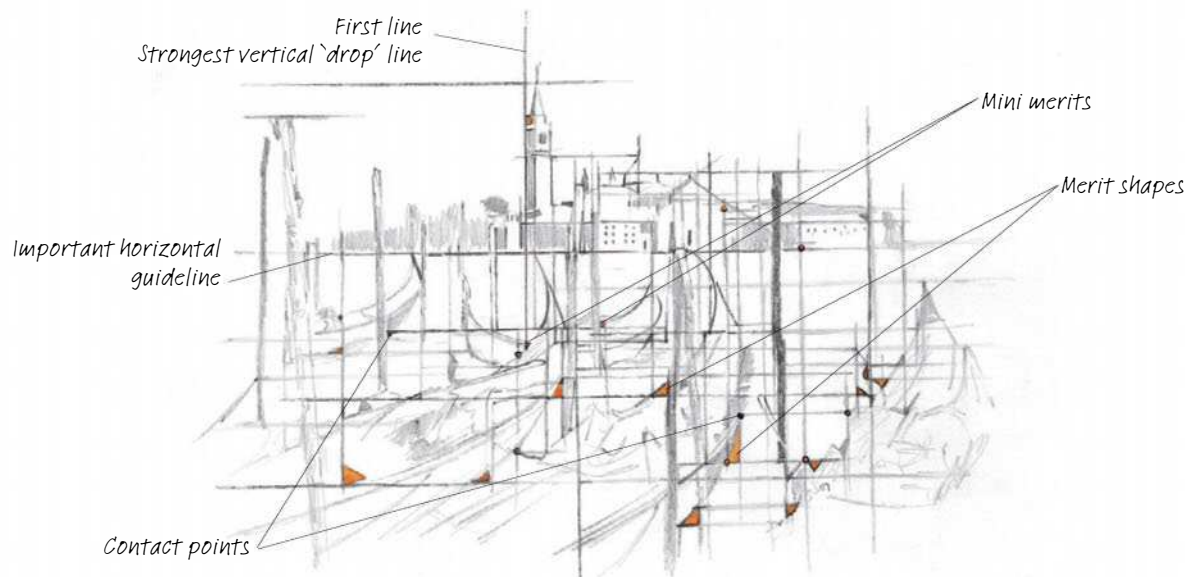 First line
Strongest vertical ‘drop’ line
Mini merits
Merit shapes
Important horizontal
guideline
Contact points